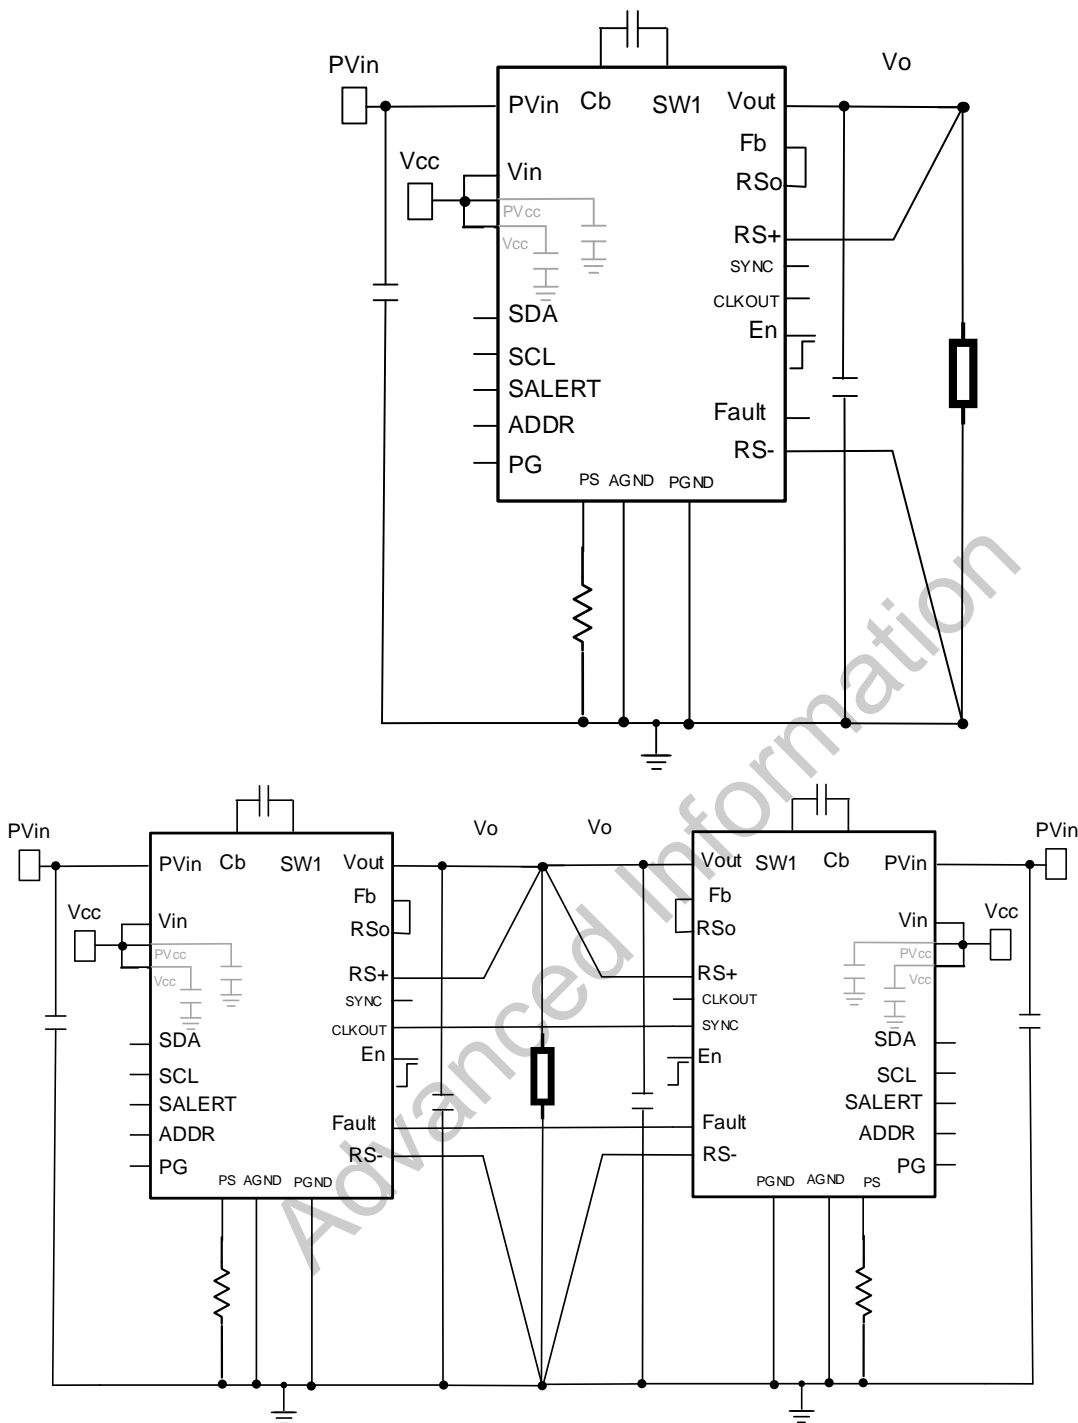 PVin
Vo
PVin Cb SW1 Vout
Fb
Vcc
Vin
RSo
PVcc
RS+
Vcc
SYNC
CLKOUT
SDA
En
SCL
SALERT
Fault
ADDR
RS-
PG
PS AGND PGND
Advanced Information
PVin
Vo
Vo
PVin
PVin Cb SW1 Vout
Vout SW1 Cb PVin
Fb
Fb
Vcc
Vin
RSo
RSo
Vin
Vcc
PVcc
PVcc
RS+
RS+
Vcc
Vcc
SYNC
CLKOUT
CLKOUT
SYNC
SDA
En
En
SDA
SCL
SCL
SALERT
SALERT
Fault
Fault
ADDR
ADDR
RS-
RS-
PG
PG
PS AGND PGND
PGND AGND PS